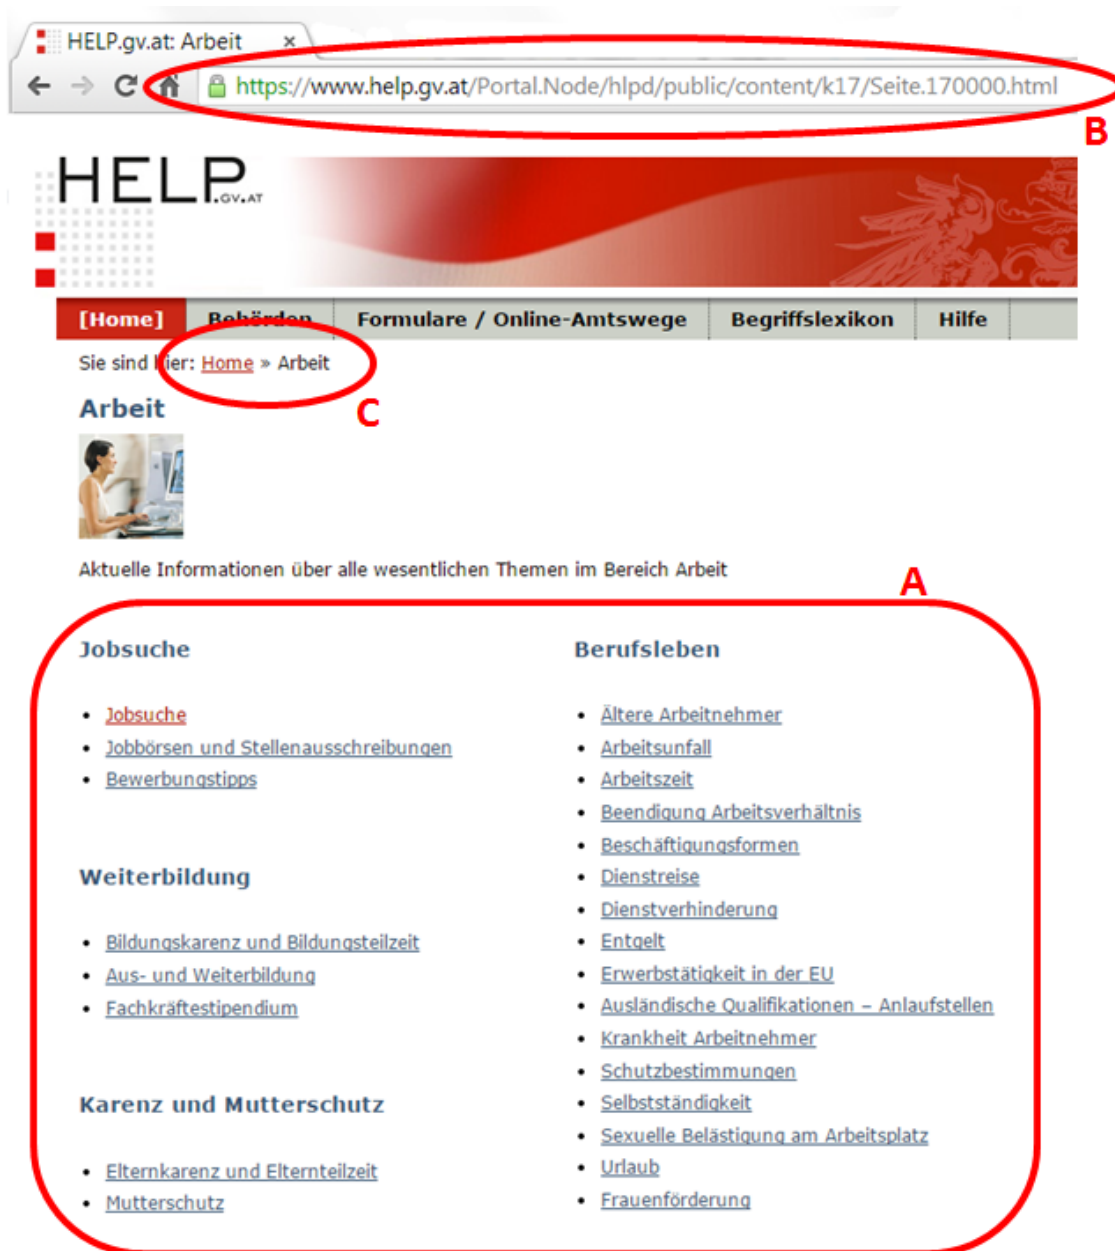 HELP.gv.at: Arbeit ×
https://www.help.gv.at/Portal.Node/hlpd/public/content/k17/Seite.170000.html
B
HELP.GV.AT
[Home] Behörden Formulare / Online-Amtswege Begriffslexikon Hilfe
Sie sind hier: Home » Arbeit
C
Arbeit
Aktuelle Informationen über alle wesentlichen Themen im Bereich Arbeit
A
Jobsuche
• Jobsuche
• Jobbörsen und Stellenausschreibungen
• Bewerbungstipps
Weiterbildung
• Bildungskarenz und Bildungsteilzeit
• Aus- und Weiterbildung
• Fachkräftestipendium
Karenz und Mutterschutz
• Elternkarenz und Elternteilzeit
• Mutterschutz
Berufsleben
• Ältere Arbeitnehmer
• Arbeitsunfall
• Arbeitszeit
• Beendigung Arbeitsverhältnis
• Beschäftigungsformen
• Dienstreise
• Dienstverhinderung
• Entgelt
• Erwerbstätigkeit in der EU
• Ausländische Qualifikationen – Anlaufstellen
• Krankheit Arbeitnehmer
• Schutzbestimmungen
• Selbstständigkeit
• Sexuelle Belästigung am Arbeitsplatz
• Urlaub
• Frauenförderung